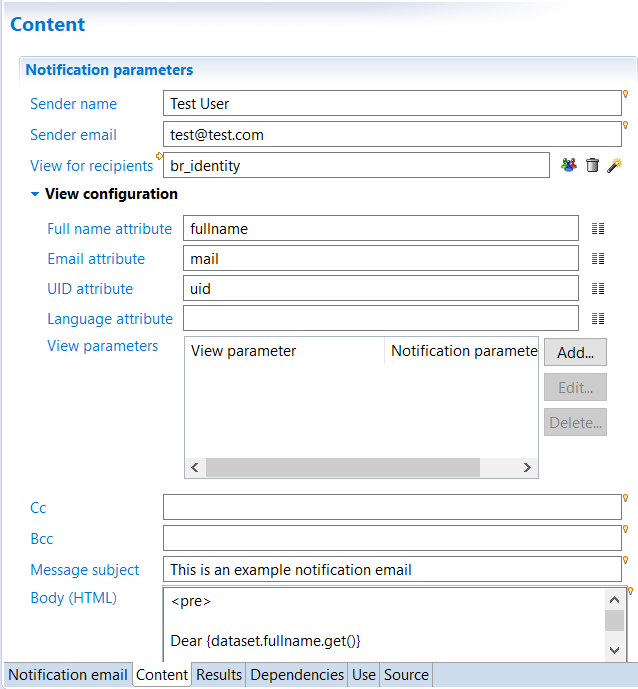 Content
Notification parameters
Sender name Test User
Sender email test@test.com
View for recipients br_identity
View configuration
Full name attribute fullname
Email attribute mail
UID attribute uid
Language attribute
View parameters View parameter Notification paramete Add...
Edit...
Delete...
Cc
Bcc
Message subject This is an example notification email
Body (HTML) <pre>
Dear {dataset.fullname.get()}
Notification email Content Results Dependencies Use Source